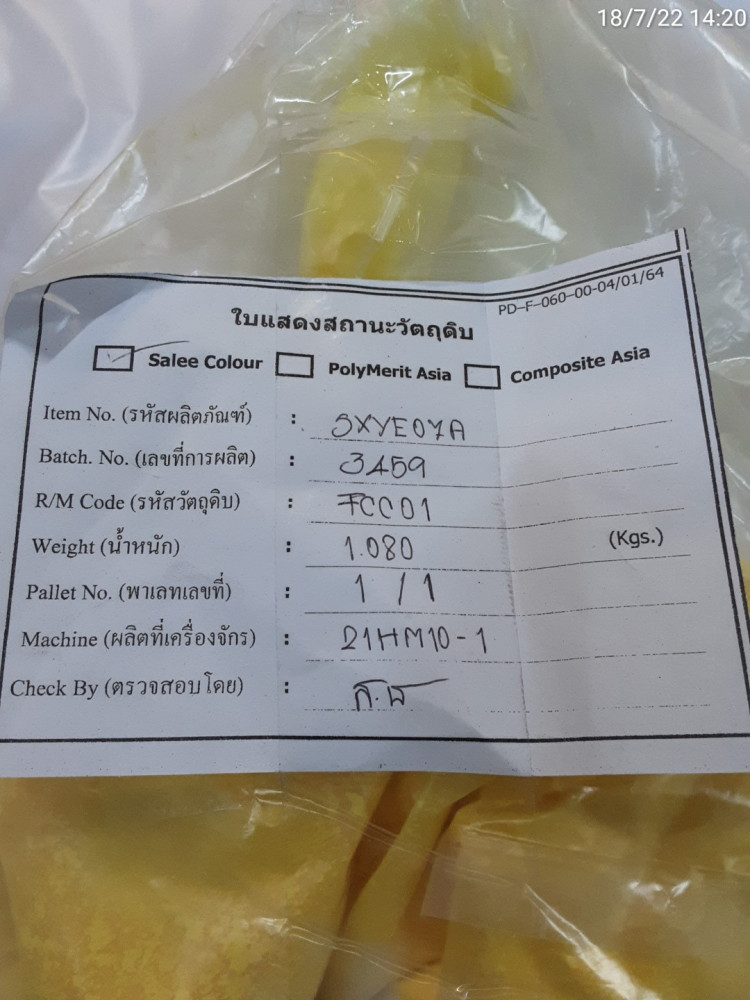 18/7/22 14:20
PD-F-060-00-04/01/64
ใบแสดงสถานะวัตถุดิบ
Salee Colour PolyMerit Asia Composite Asia
Item No. (รหัสผลิตภัณฑ์) : SXYE07A
Batch. No. (เลขที่การผลิต) : 3459
R/M Code (รหัสวัตถุดิบ) : FCC01
Weight (น้ำหนัก) : 1.080 (Kgs.)
Pallet No. (พาเลทเลขที่) : 1 / 1
Machine (ผลิตที่เครื่องจักร) : 21HM10-1
Check By (ตรวจสอบโดย) :